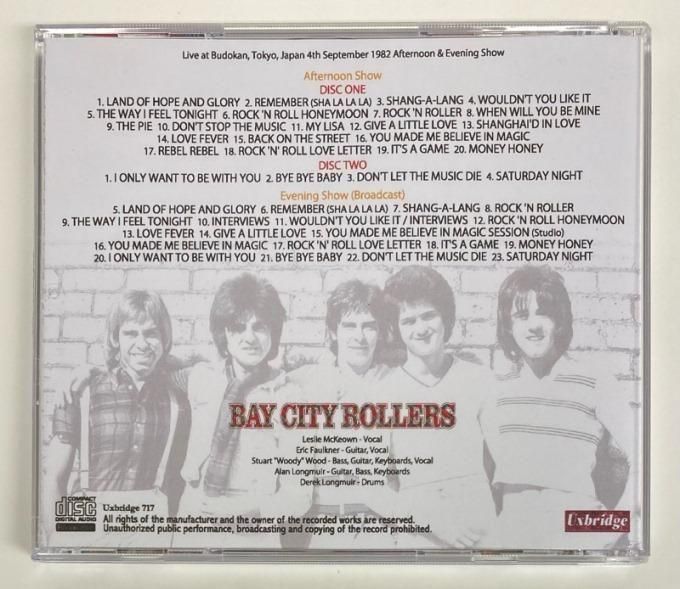 Live at Budokan, Tokyo, Japan 4th September 1982 Afternoon & Evening Show
Afternoon Show
DISC ONE
1. LAND OF HOPE AND GLORY 2. REMEMBER (SHA LA LA LA) 3. SHANG-A-LANG 4. WOULDN'T YOU LIKE IT
5. THE WAY I FEEL TONIGHT 6. ROCK 'N ROLL HONEYMOON 7. ROCK 'N ROLLER 8. WHEN WILL YOU BE MINE
9. THE PIE 10. DON'T STOP THE MUSIC 11. MY LISA 12. GIVE A LITTLE LOVE 13. SHANGHAI'D IN LOVE
14. LOVE FEVER 15. BACK ON THE STREET 16. YOU MADE ME BELIEVE IN MAGIC
17. REBEL REBEL 18. ROCK 'N' ROLL LOVE LETTER 19. IT'S A GAME 20. MONEY HONEY
DISC TWO
1. I ONLY WANT TO BE WITH YOU 2. BYE BYE BABY 3. DON'T LET THE MUSIC DIE 4. SATURDAY NIGHT
Evening Show (Broadcast)
5. LAND OF HOPE AND GLORY 6. REMEMBER (SHA LA LA LA) 7. SHANG-A-LANG 8. ROCK 'N ROLLER
9. THE WAY I FEEL TONIGHT 10. INTERVIEWS 11. WOULDN'T YOU LIKE IT / INTERVIEWS 12. ROCK 'N ROLL HONEYMOON
13. LOVE FEVER 14. GIVE A LITTLE LOVE 15. YOU MADE ME BELIEVE IN MAGIC SESSION (Studio)
16. YOU MADE ME BELIEVE IN MAGIC 17. ROCK 'N' ROLL LOVE LETTER 18. IT'S A GAME 19. MONEY HONEY
20. I ONLY WANT TO BE WITH YOU 21. BYE BYE BABY 22. DON'T LET THE MUSIC DIE 23. SATURDAY NIGHT
BAY CITY ROLLERS
Leslie McKeown - Vocal
Eric Faulkner - Guitar, Vocal
Stuart "Woody" Wood - Bass, Guitar, Keyboards, Vocal
Alan Longmuir - Guitar, Bass, Keyboards
Derek Longmuir - Drums
COMPACT
disc
DIGITAL AUDIO
Uxbridge 717
All rights of the manufacturer and the owner of the recorded works are reserved.
Unauthorized public performance, broadcasting and copying of the record prohibited.
Uxbridge